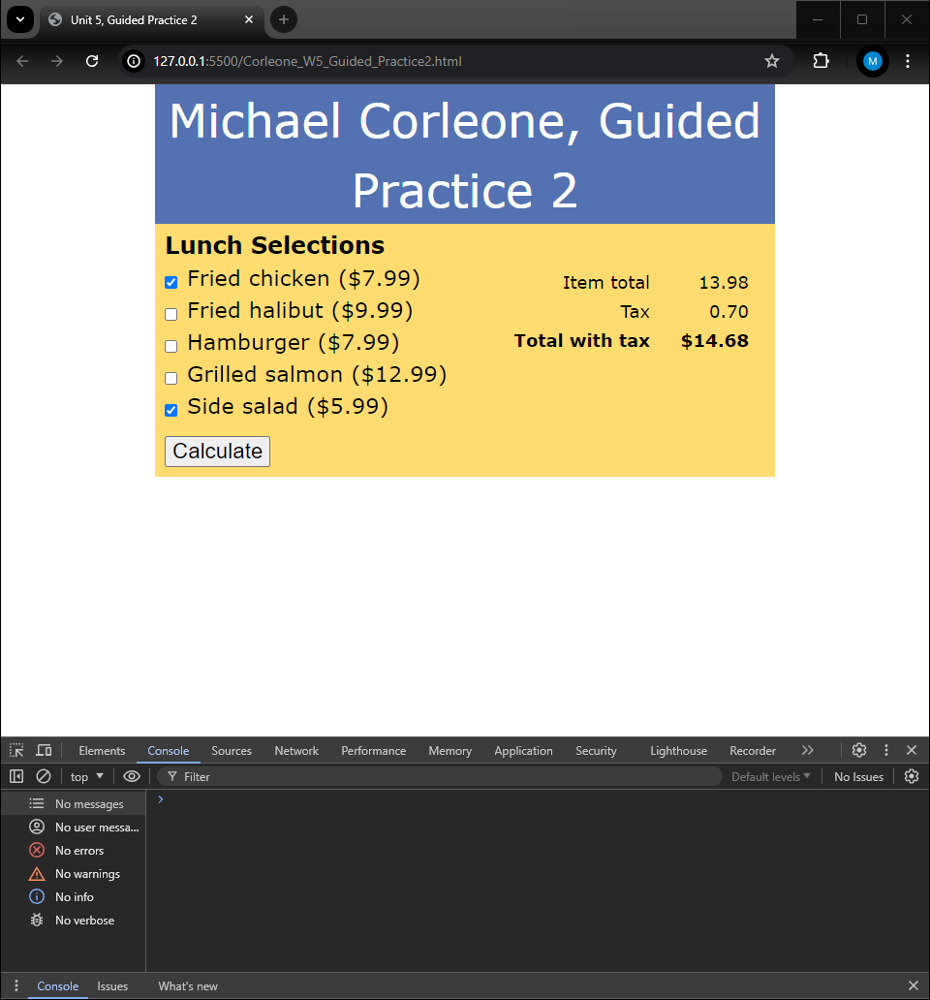 Unit 5, Guided Practice 2
127.0.0.1:5500/Corleone_W5_Guided_Practice2.html
M
Michael Corleone, Guided
Practice 2
Lunch Selections
Fried chicken ($7.99)
Fried halibut ($9.99)
Hamburger ($7.99)
Grilled salmon ($12.99)
Side salad ($5.99)
Calculate
Item total 13.98
Tax 0.70
Total with tax $14.68
Elements Console Sources Network Performance Memory Application Security Lighthouse Recorder
top Filter Default levels No Issues
No messages
No user messa...
No errors
No warnings
No info
No verbose
Console Issues What's new